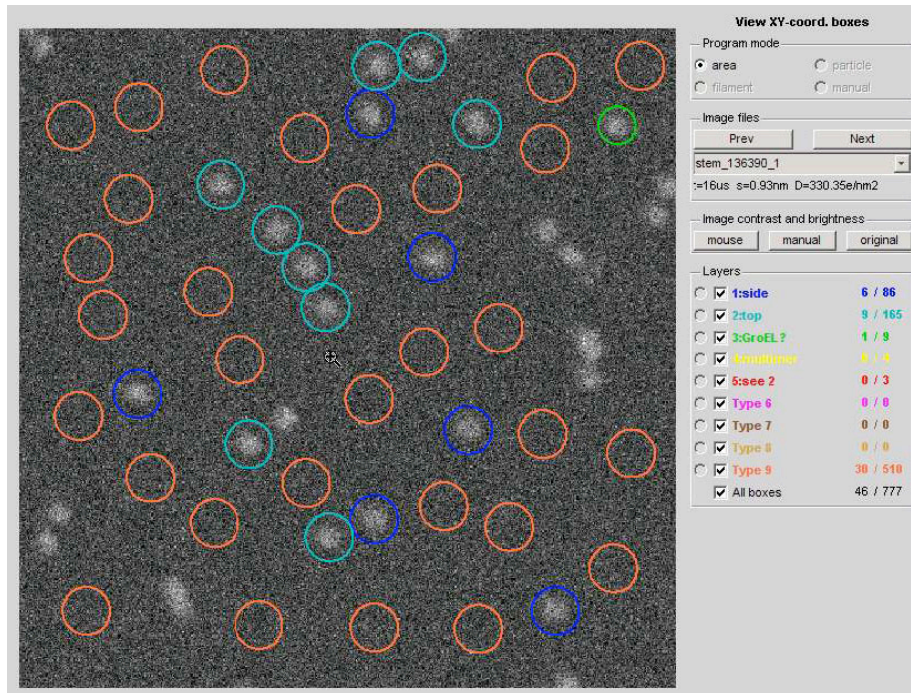 View XY-coord. boxes
Program mode
area particle
filament manual
Image files
Prev Next
stem_136390_1
:=16us s=0.93nm D=330.35e/nm2
Image contrast and brightness
mouse manual original
Layers
1:side 6 / 86
2:top 9 / 165
3:GroEL? 1 / 9
4:multimer 0 / 4
5:see 2 0 / 3
Type 6 0 / 0
Type 7 0 / 0
Type 8 0 / 0
Type 9 30 / 510
All boxes 46 / 777